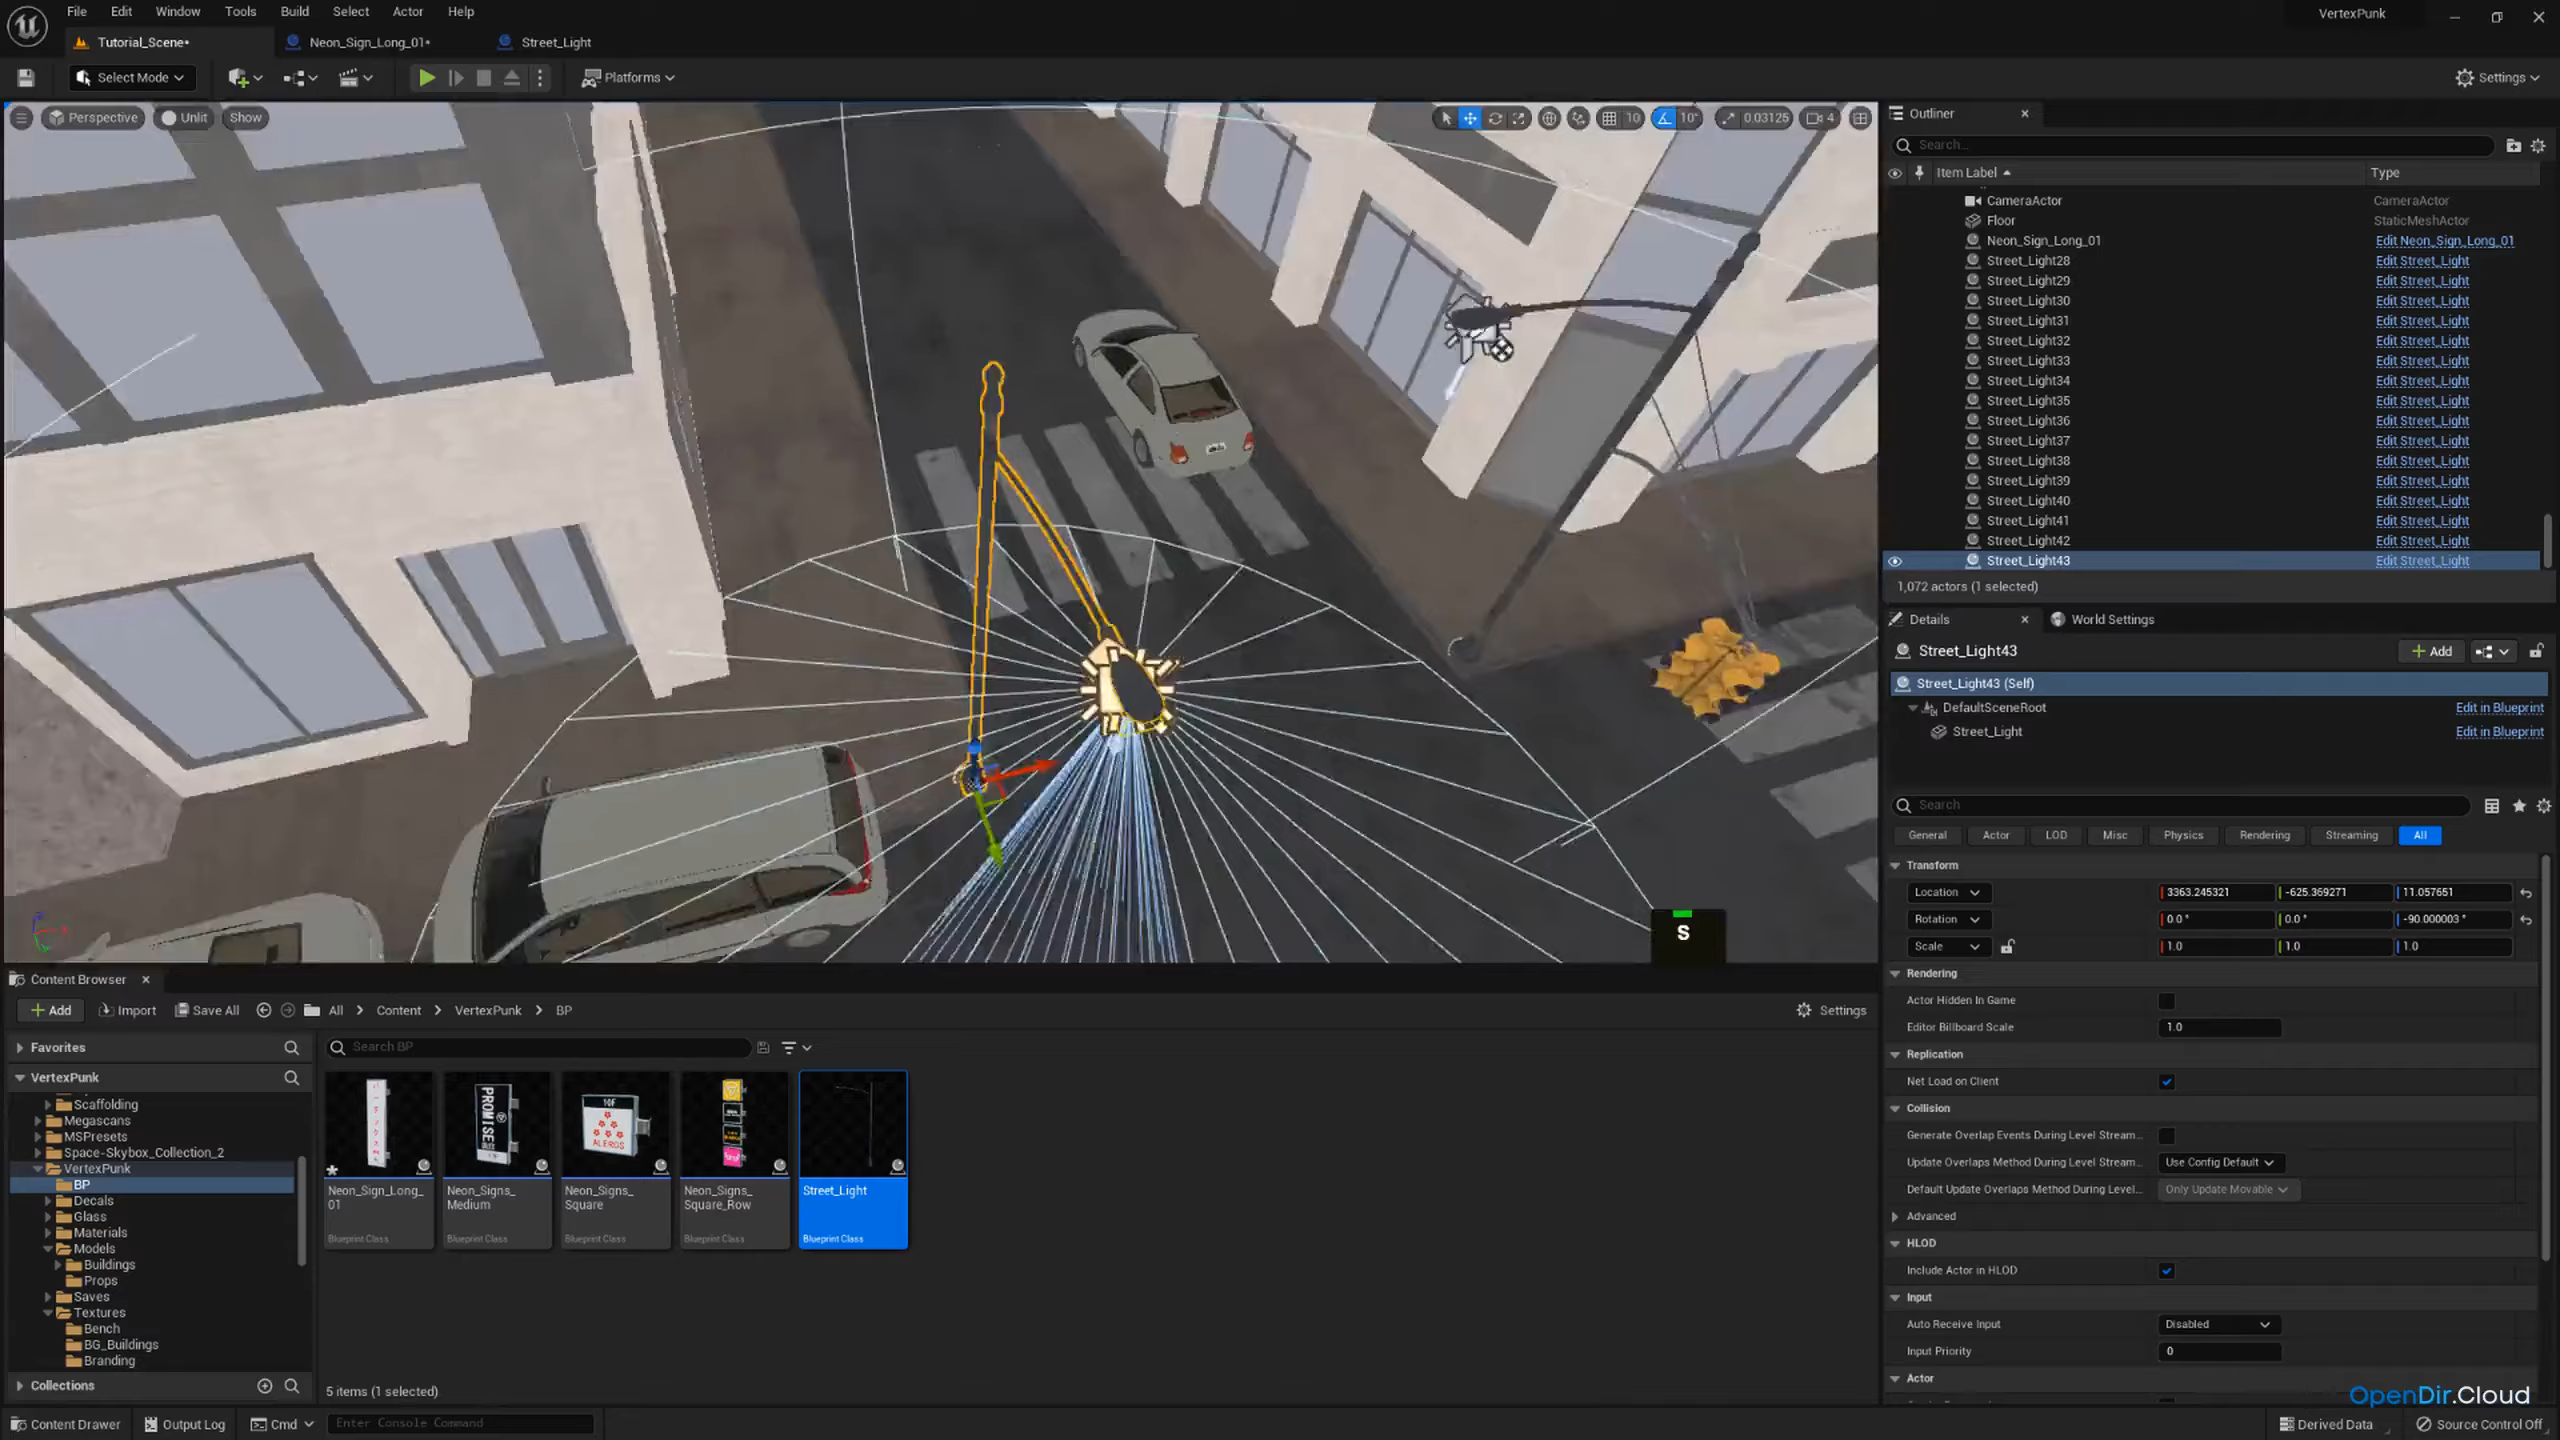 File Edit Window Tools Build Select Actor Help
VertexPunk
Tutorial_Scene* Neon_Sign_Long_01* Street_Light
Select Mode Platforms Settings
Perspective Unlit Show 10 10° 0.03125 4
S
Outliner
Search...
Item Label Type
CameraActor CameraActor
Floor StaticMeshActor
Neon_Sign_Long_01 Edit Neon_Sign_Long_01
Street_Light28 Edit Street_Light
Street_Light29 Edit Street_Light
Street_Light30 Edit Street_Light
Street_Light31 Edit Street_Light
Street_Light32 Edit Street_Light
Street_Light33 Edit Street_Light
Street_Light34 Edit Street_Light
Street_Light35 Edit Street_Light
Street_Light36 Edit Street_Light
Street_Light37 Edit Street_Light
Street_Light38 Edit Street_Light
Street_Light39 Edit Street_Light
Street_Light40 Edit Street_Light
Street_Light41 Edit Street_Light
Street_Light42 Edit Street_Light
Street_Light43 Edit Street_Light
1,072 actors (1 selected)
Details World Settings
Street_Light43 Add
Street_Light43 (Self)
DefaultSceneRoot Edit in Blueprint
Street_Light Edit in Blueprint
Search
General Actor LOD Misc Physics Rendering Streaming All
Transform
Location 3363.245321 -625.369271 11.057651
Rotation 0.0 ° 0.0 ° -90.000003 °
Scale 1.0 1.0 1.0
Rendering
Actor Hidden In Game
Editor Billboard Scale 1.0
Replication
Net Load on Client
Collision
Generate Overlap Events During Level Stream...
Update Overlaps Method During Level Stream... Use Config Default
Default Update Overlaps Method During Level... Only Update Movable
Advanced
HLOD
Include Actor in HLOD
Input
Auto Receive Input Disabled
Input Priority 0
Actor
OpenDir.Cloud
Content Browser
Add Import Save All All > Content > VertexPunk > BP Settings
Favorites
VertexPunk
Scaffolding
Megascans
MSPresets
Space-Skybox_Collection_2
VertexPunk
BP
Decals
Glass
Materials
Models
Buildings
Props
Saves
Textures
Bench
BG_Buildings
Branding
Collections
Search BP
PROMISE
10F
ALEROS
Neon_Sign_Long_
01
Blueprint Class
Neon_Signs_
Medium
Blueprint Class
Neon_Signs_
Square
Blueprint Class
Neon_Signs_
Square_Row
Blueprint Class
Street_Light
Blueprint Class
5 items (1 selected)
Content Drawer Output Log Cmd Enter Console Command Derived Data Source Control Off